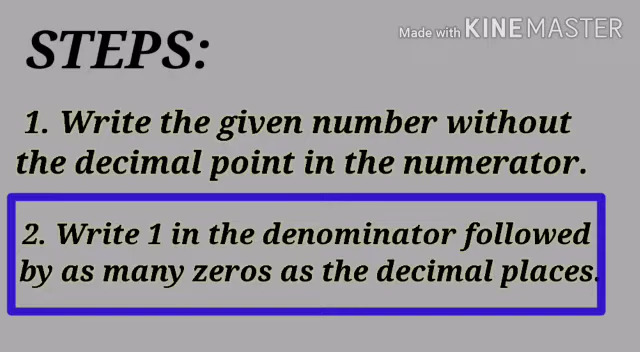 Made with KINEMASTER
STEPS:
1. Write the given number without
the decimal point in the numerator.
2. Write 1 in the denominator followed
by as many zeros as the decimal places.